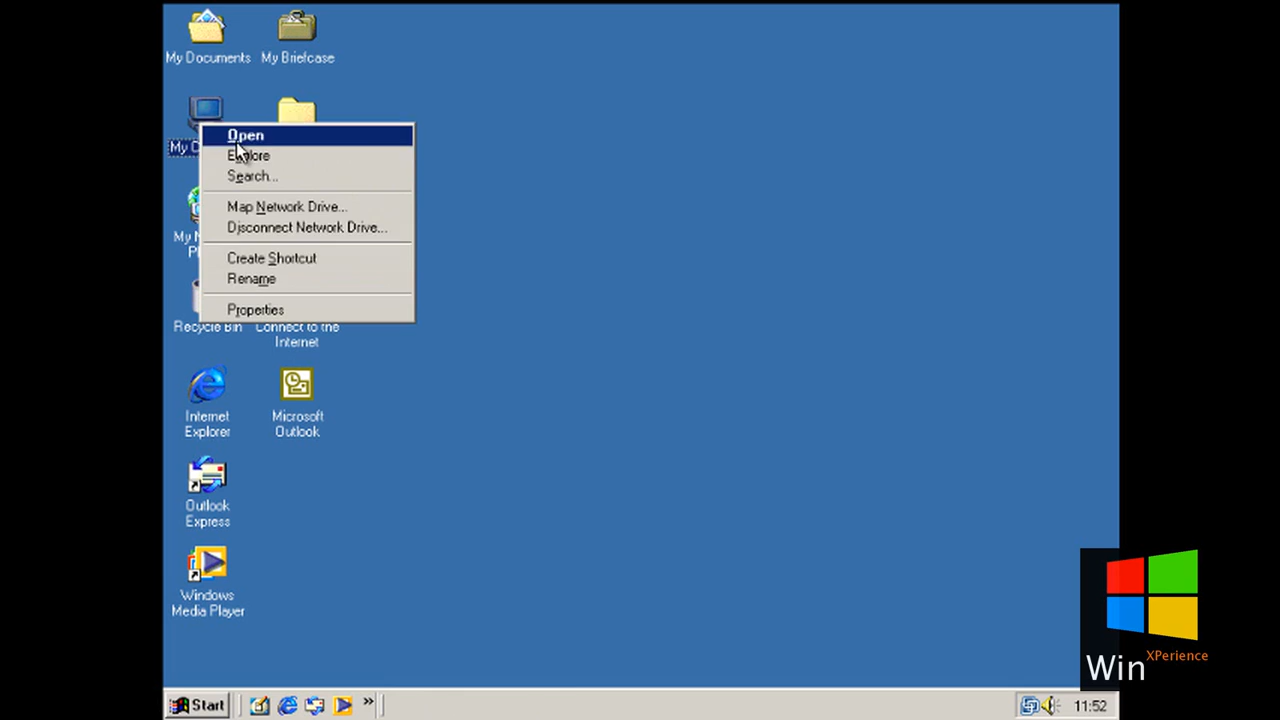 My Documents
My Briefcase
Open
Explore
Search...
Map Network Drive...
Disconnect Network Drive...
Create Shortcut
Rename
Properties
Recycle Bin
Connect to the
Internet
Internet
Explorer
Microsoft
Outlook
Outlook
Express
Windows
Media Player
Win XPerience
Start
»
11:52